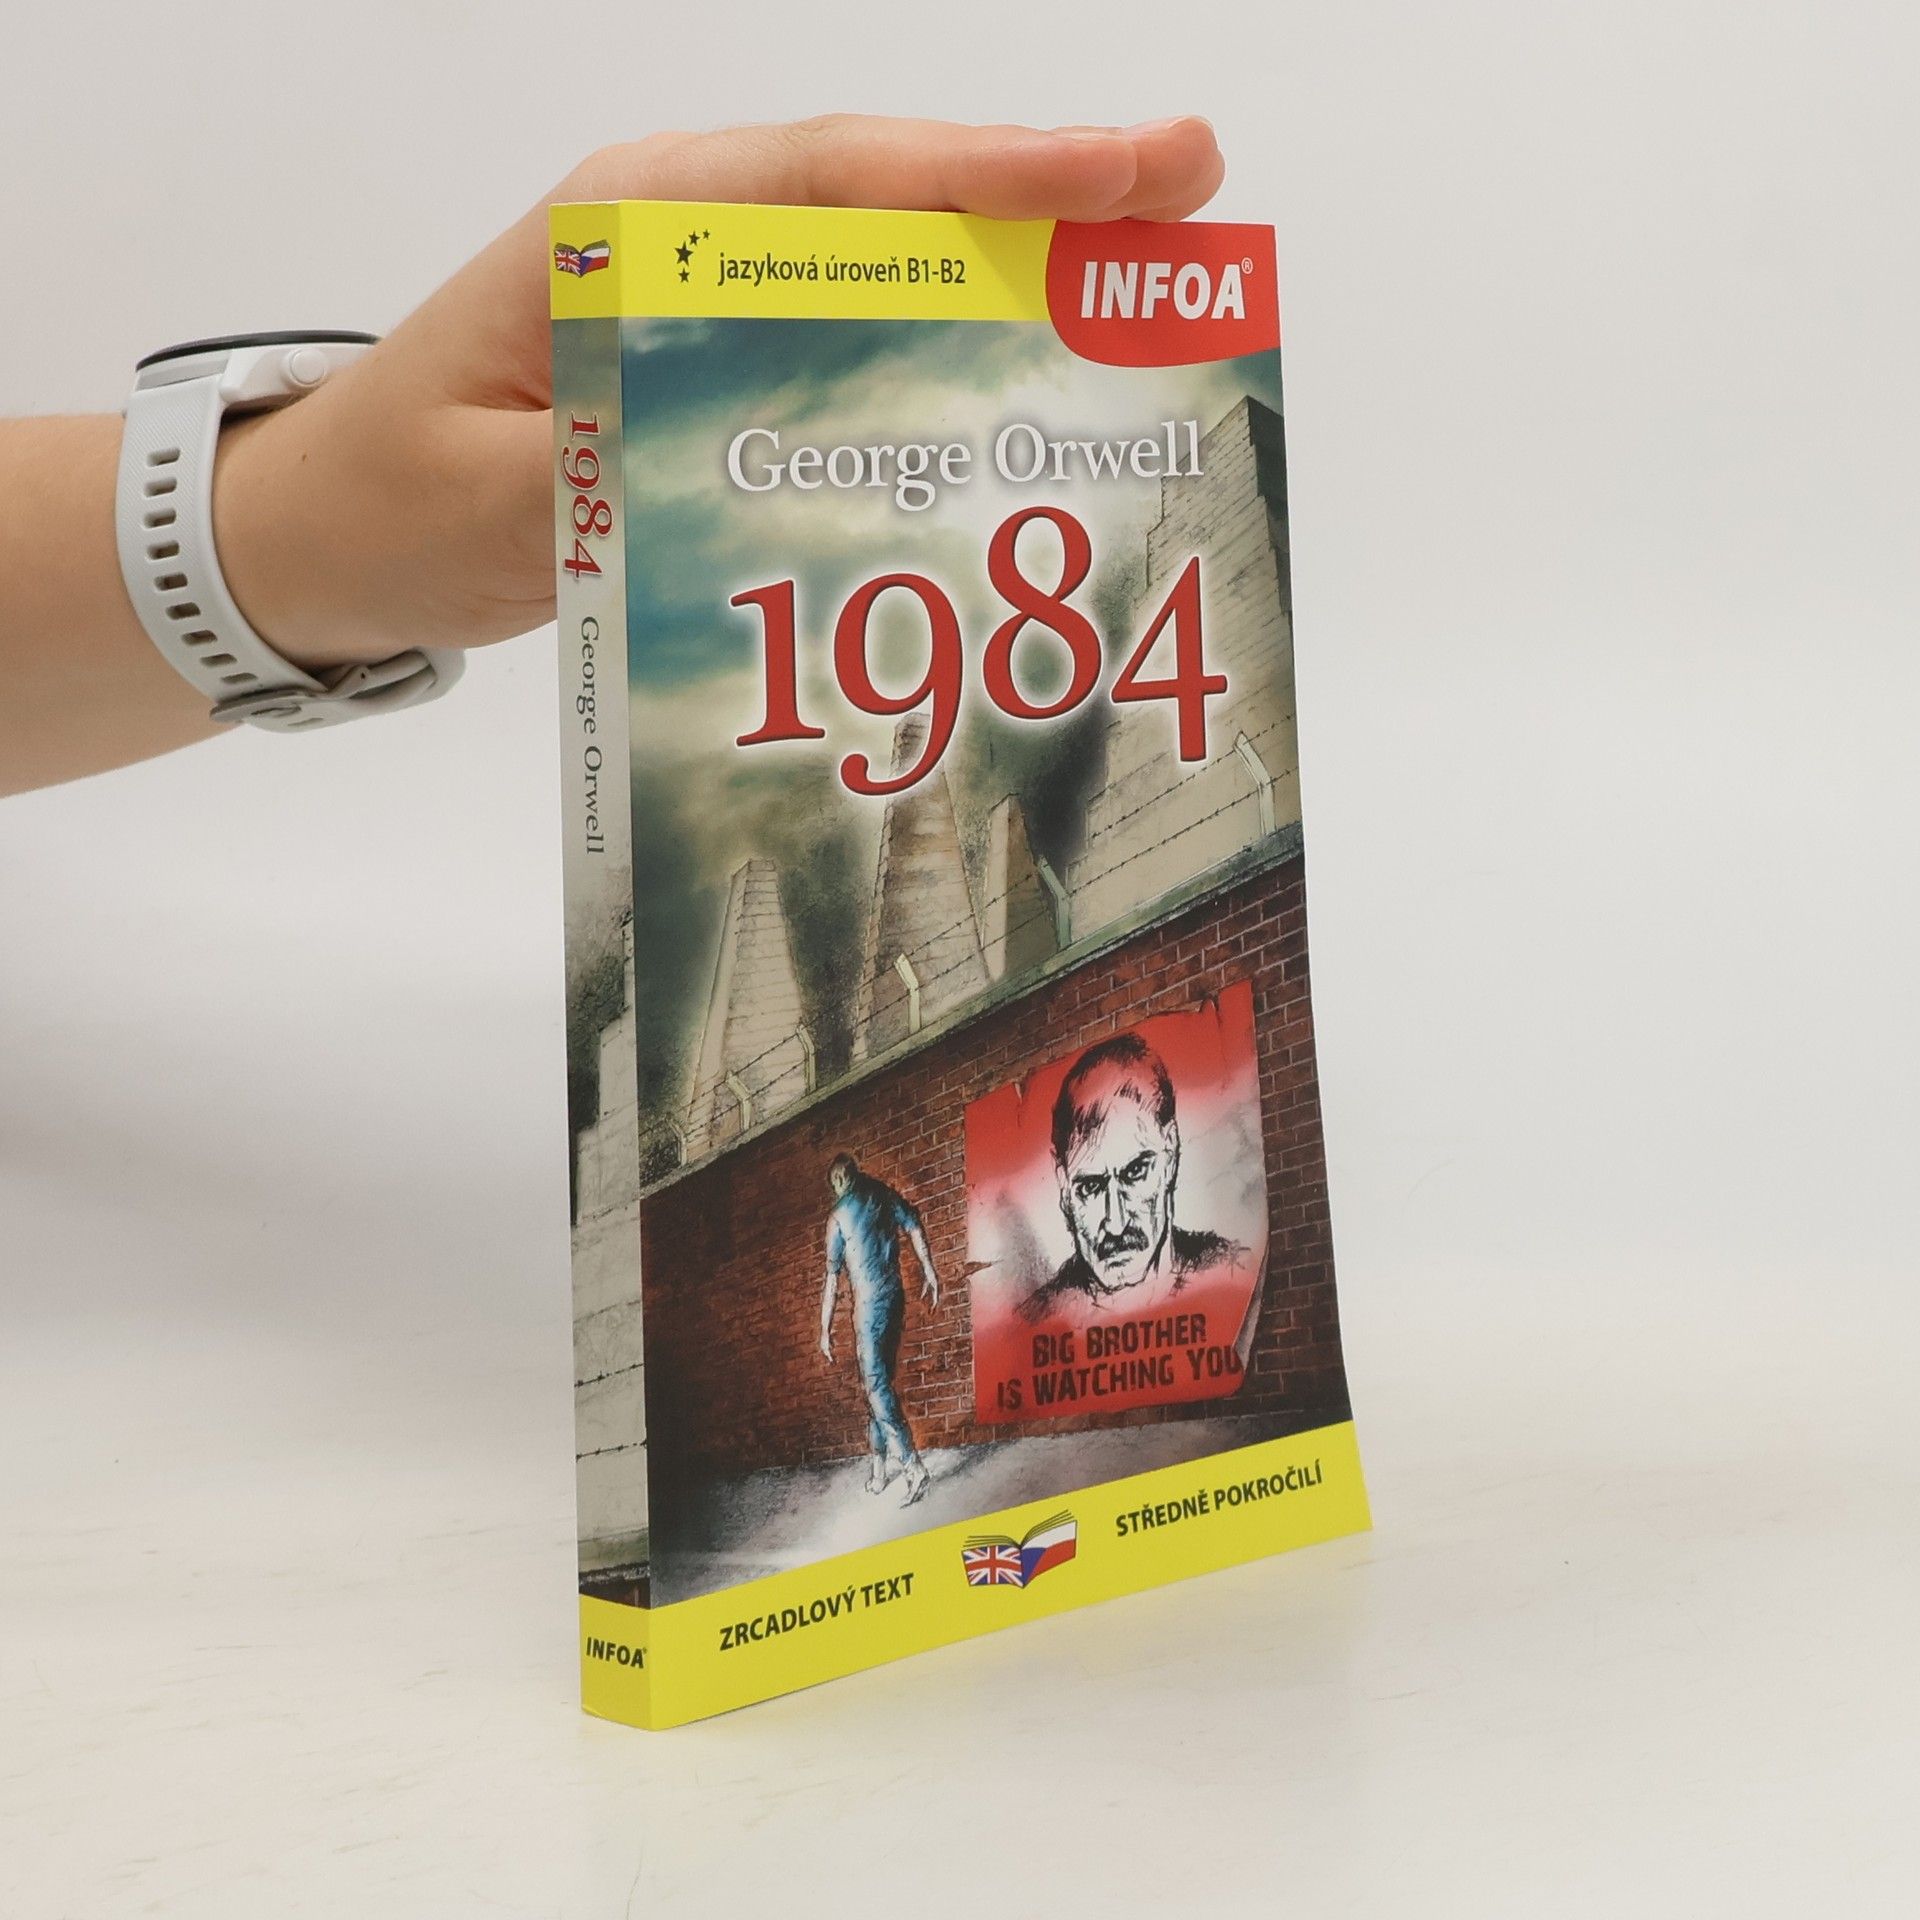 jazyková úroveň B1-B2
INFOA®
George Orwell
1984
BIG BROTHER
IS WATCHING YOU
ZRCADLOVÝ TEXT
STŘEDNĚ POKROČILÍ
1984 George Orwell
INFOA®